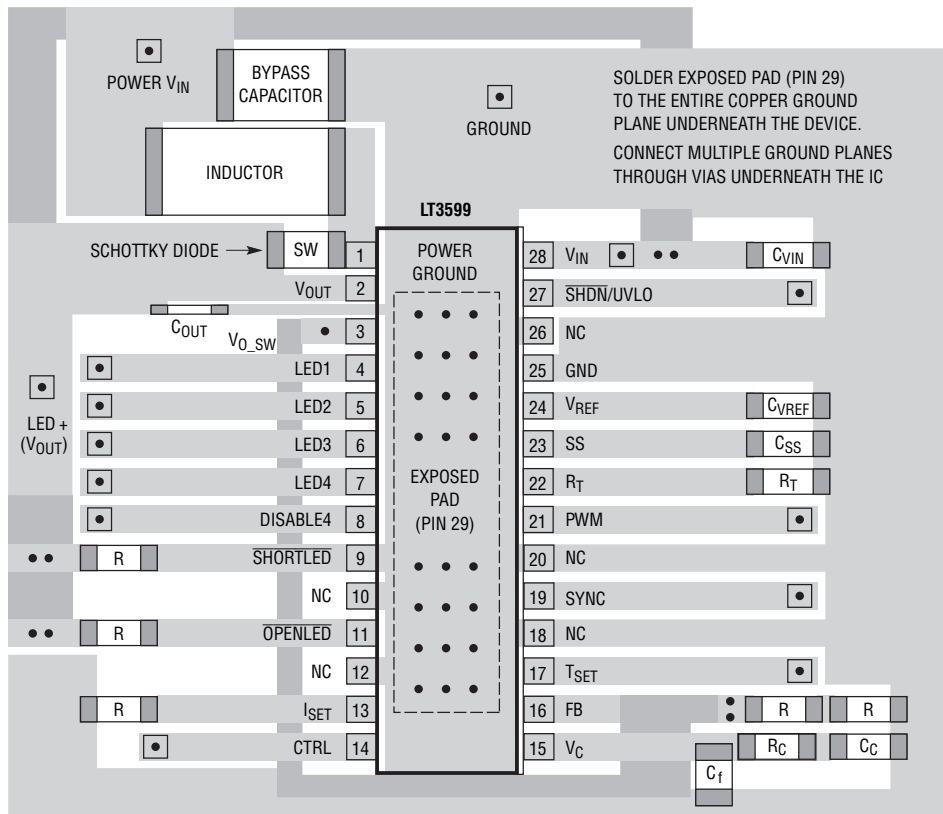 POWER VIN
BYPASS
CAPACITOR
GROUND
SOLDER EXPOSED PAD (PIN 29)
TO THE ENTIRE COPPER GROUND
PLANE UNDERNEATH THE DEVICE.
CONNECT MULTIPLE GROUND PLANES
THROUGH VIAS UNDERNEATH THE IC
INDUCTOR
LT3599
SCHOTTKY DIODE
SW
1
POWER
GROUND
28
VIN
CVIN
VOUT
2
27
SHDN/UVLO
COUT
VO_SW
3
26
NC
LED1
4
25
GND
LED +
(VOUT)
LED2
5
24
VREF
CVREF
LED3
6
23
SS
CSS
LED4
7
EXPOSED
PAD
(PIN 29)
22
RT
RT
DISABLE4
8
21
PWM
R
SHORTLED
9
20
NC
NC
10
19
SYNC
R
OPENLED
11
18
NC
NC
12
17
TSET
R
ISET
13
16
FB
R
R
CTRL
14
15
VC
RC
CC
Cf